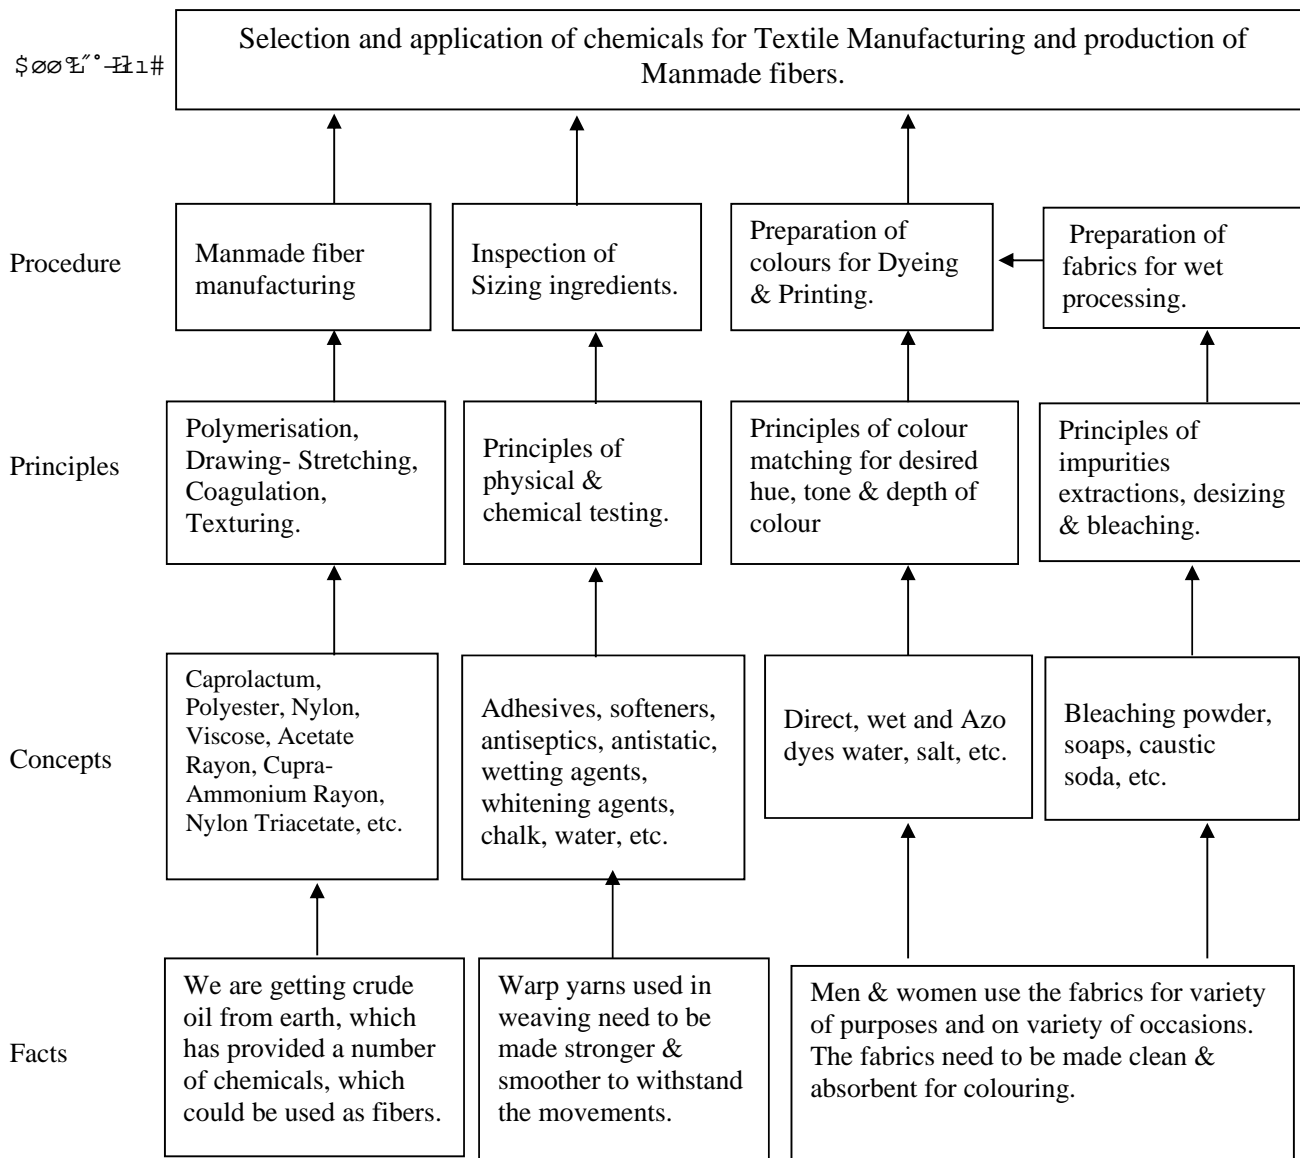 Selection and application of chemicals for Textile Manufacturing and production of
Manmade fibers.
Procedure
Manmade fiber
manufacturing
Inspection of
Sizing ingredients.
Preparation of
colours for Dyeing
& Printing.
Preparation of
fabrics for wet
processing.
Principles
Polymerisation,
Drawing- Stretching,
Coagulation,
Texturing.
Principles of
physical &
chemical testing.
Principles of colour
matching for desired
hue, tone & depth of
colour
Principles of
impurities
extractions, desizing
& bleaching.
Concepts
Caprolactum,
Polyester, Nylon,
Viscose, Acetate
Rayon, Cupra-
Ammonium Rayon,
Nylon Triacetate, etc.
Adhesives, softeners,
antiseptics, antistatic,
wetting agents,
whitening agents,
chalk, water, etc.
Direct, wet and Azo
dyes water, salt, etc.
Bleaching powder,
soaps, caustic
soda, etc.
Facts
We are getting crude
oil from earth, which
has provided a number
of chemicals, which
could be used as fibers.
Warp yarns used in
weaving need to be
made stronger &
smoother to withstand
the movements.
Men & women use the fabrics for variety
of purposes and on variety of occasions.
The fabrics need to be made clean &
absorbent for colouring.